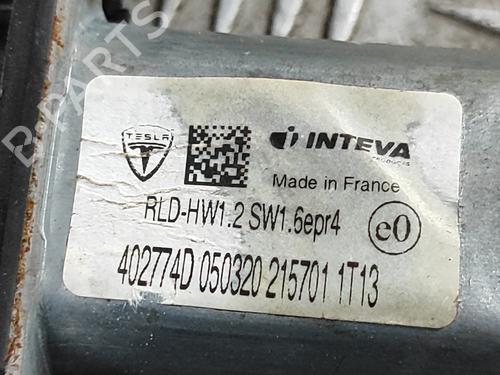 TESLA
INTEVA
PRODUCTS
Made in France
RLD-HW1.2 SW1.6epr4
e0
402774D 050320 215701 1T13
B-PARTS